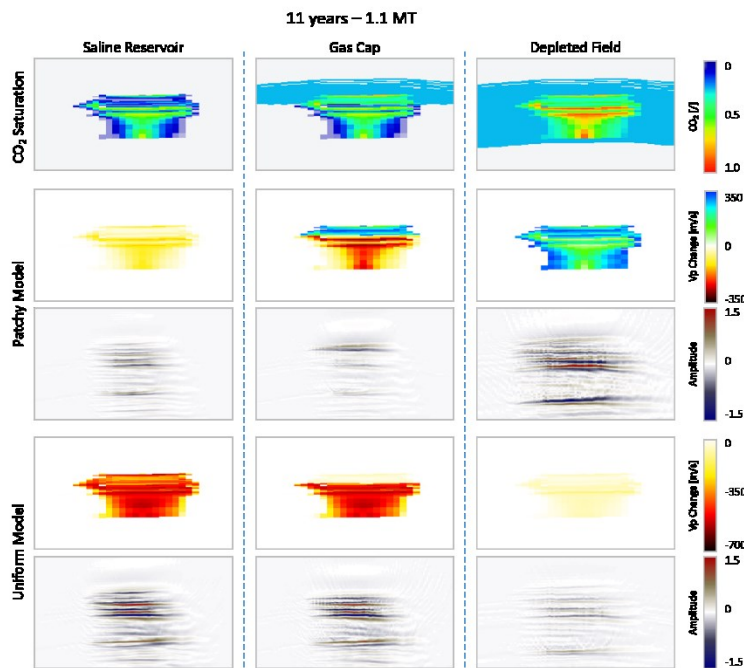 11 years – 1.1 MT
Saline Reservoir
Gas Cap
Depleted Field
CO₂ Saturation
0
0.5
1.0
CO₂ [/]
Patchy Model
350
0
-350
Vp Change [m/s]
1.5
0
-1.5
Amplitude
Uniform Model
0
-350
-700
Vp Change [m/s]
1.5
0
-1.5
Amplitude